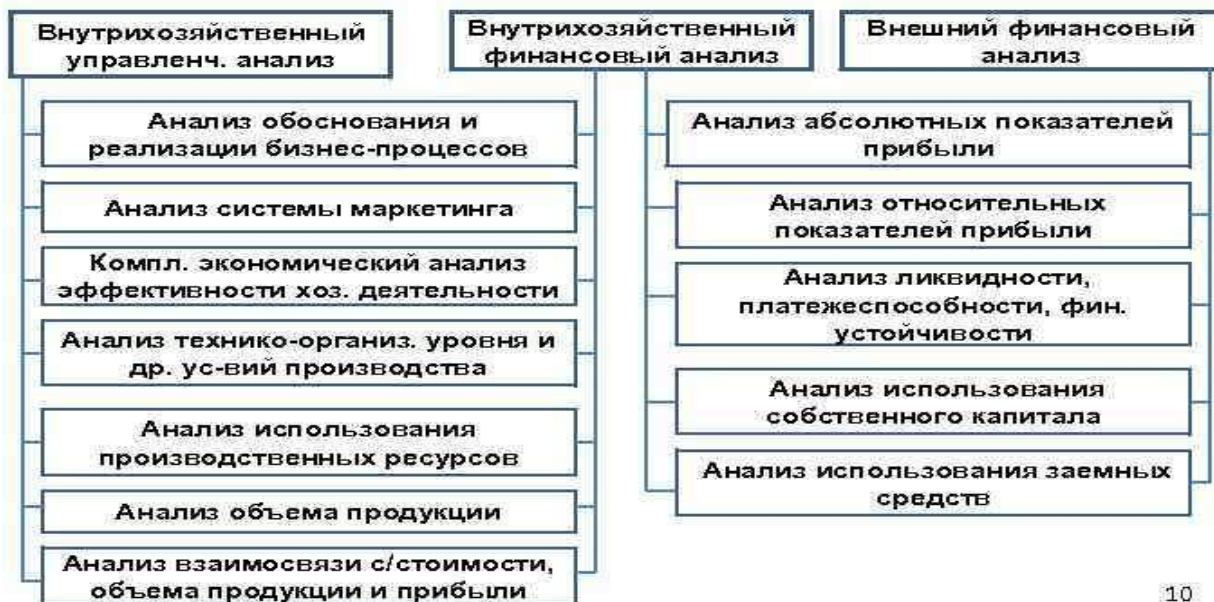 Внутрихозяйственный
управленч. анализ
Внутрихозяйственный
финансовый анализ
Внешний финансовый
анализ
Анализ обоснования и
реализации бизнес-процессов
Анализ системы маркетинга
Компл. экономический анализ
эффективности хоз. деятельности
Анализ технико-организ. уровня и
др. ус-вий производства
Анализ использования
производственных ресурсов
Анализ объема продукции
Анализ взаимосвязи с/стоимости,
объема продукции и прибыли
Анализ абсолютных показателей
прибыли
Анализ относительных
показателей прибыли
Анализ ликвидности,
платежеспособности, фин.
устойчивости
Анализ использования
собственного капитала
Анализ использования заемных
средств
10